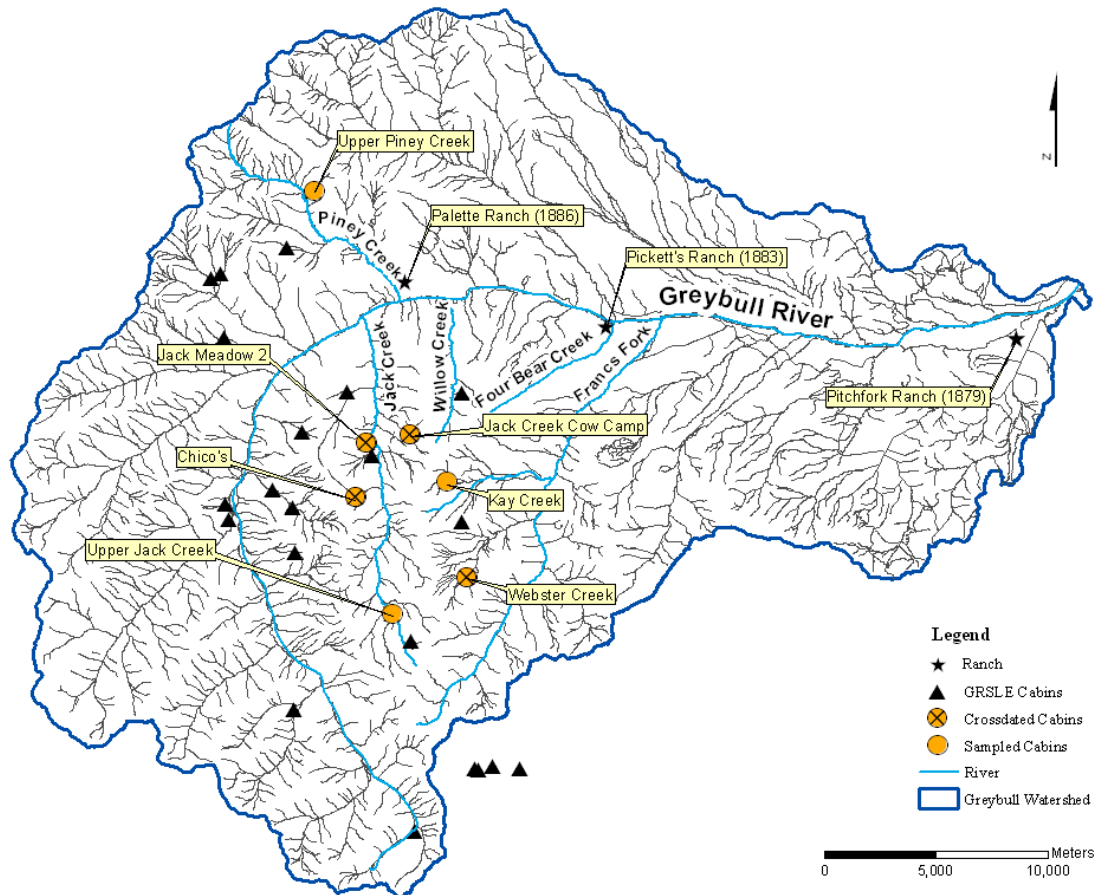 Upper Piney Creek
Piney Creek
Palette Ranch (1886)
Pickett's Ranch (1883)
Greybull River
Jack Meadow 2
Jack Creek
Willow Creek
Four Bear Creek
Francs Fork
Pitchfork Ranch (1879)
Jack Creek Cow Camp
Chico's
Kay Creek
Upper Jack Creek
Webster Creek
N
Legend
Ranch
GRSLE Cabins
Crossdated Cabins
Sampled Cabins
River
Greybull Watershed
Meters
0 5,000 10,000